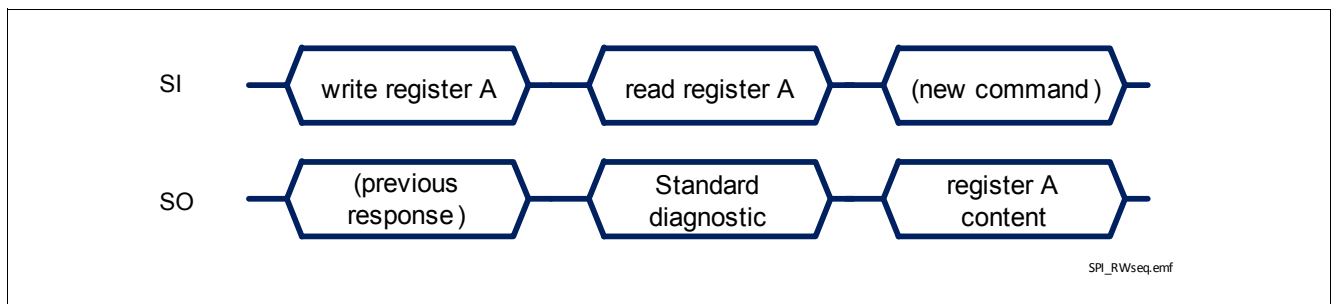 SI
write register A
read register A
(new command)
SO
(previous
response)
Standard
diagnostic
register A
content
SPI_RWseq.emf